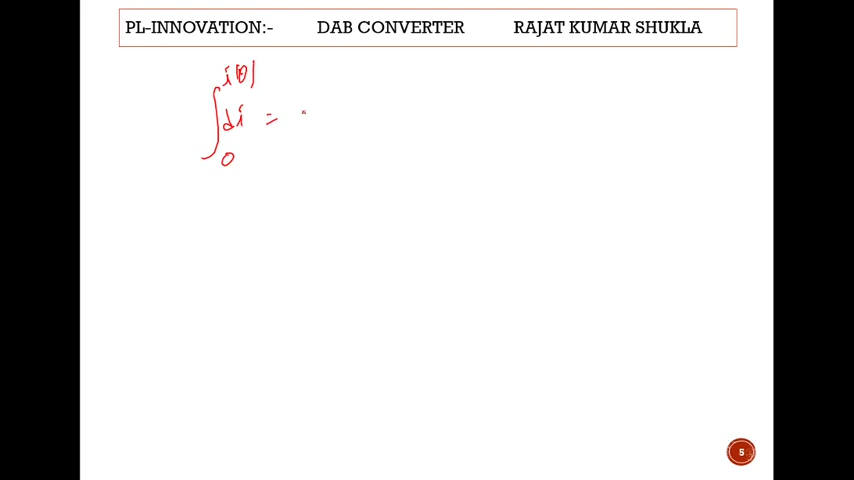 PL-INNOVATION:- DAB CONVERTER RAJAT KUMAR SHUKLA
i(θ)
∫di =
0
5